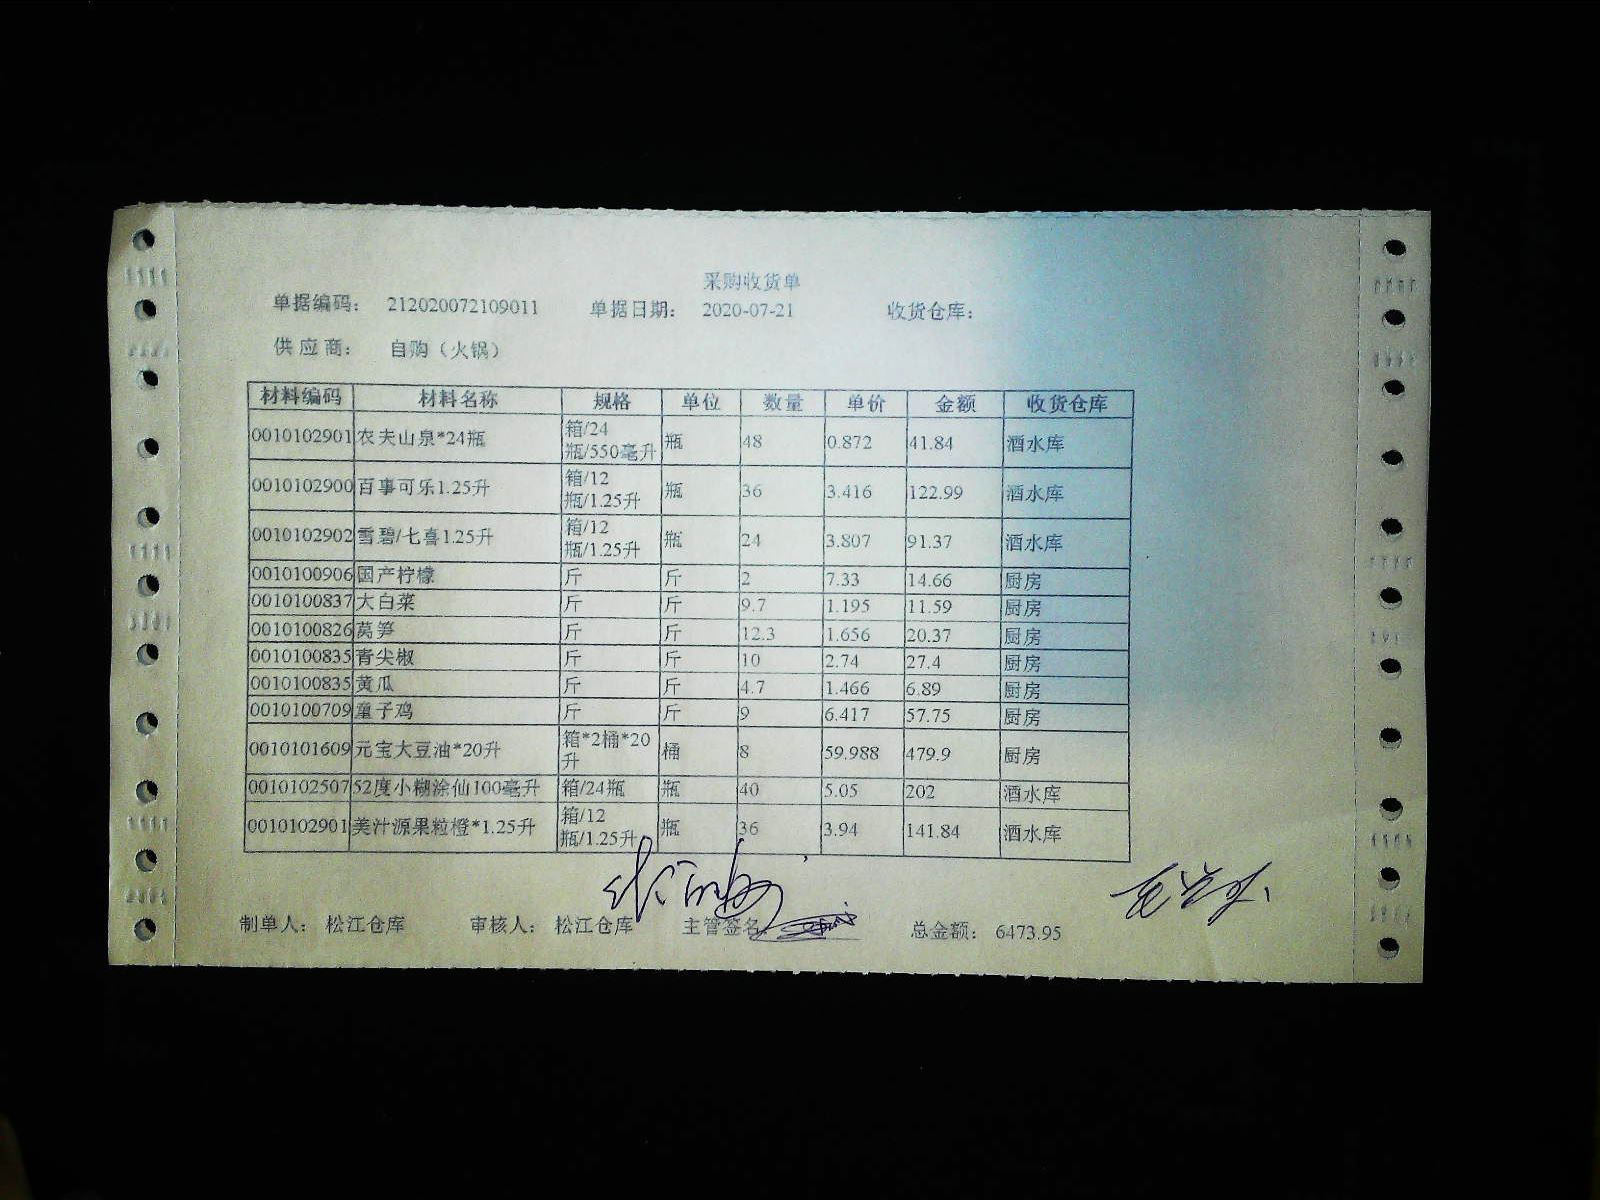 采购收货单
单据编码: 212020072109011 单据日期: 2020-07-21 收货仓库:
供应商: 自购（火锅）
材料编码 材料名称 规格 单位 数量 单价 金额 收货仓库
0010102901 农夫山泉*24瓶 箱/24瓶/550毫升 瓶 48 0.872 41.84 酒水库
0010102900 百事可乐1.25升 箱/12瓶/1.25升 瓶 36 3.416 122.99 酒水库
0010102902 雪碧/七喜1.25升 箱/12瓶/1.25升 瓶 24 3.807 91.37 酒水库
0010100906 国产柠檬 斤 斤 2 7.33 14.66 厨房
0010100837 大白菜 斤 斤 9.7 1.195 11.59 厨房
0010100826 莴笋 斤 斤 12.3 1.656 20.37 厨房
0010100835 青尖椒 斤 斤 10 2.74 27.4 厨房
0010100835 黄瓜 斤 斤 4.7 1.466 6.89 厨房
0010100709 童子鸡 斤 斤 9 6.417 57.75 厨房
0010101609 元宝大豆油*20升 箱*2桶*20升 桶 8 59.988 479.9 厨房
0010102507 52度小糊涂仙100毫升 箱/24瓶 瓶 40 5.05 202 酒水库
0010102901 美汁源果粒橙*1.25升 箱/12瓶/1.25升 瓶 36 3.94 141.84 酒水库
制单人: 松江仓库 审核人: 松江仓库 主管签名 总金额: 6473.95